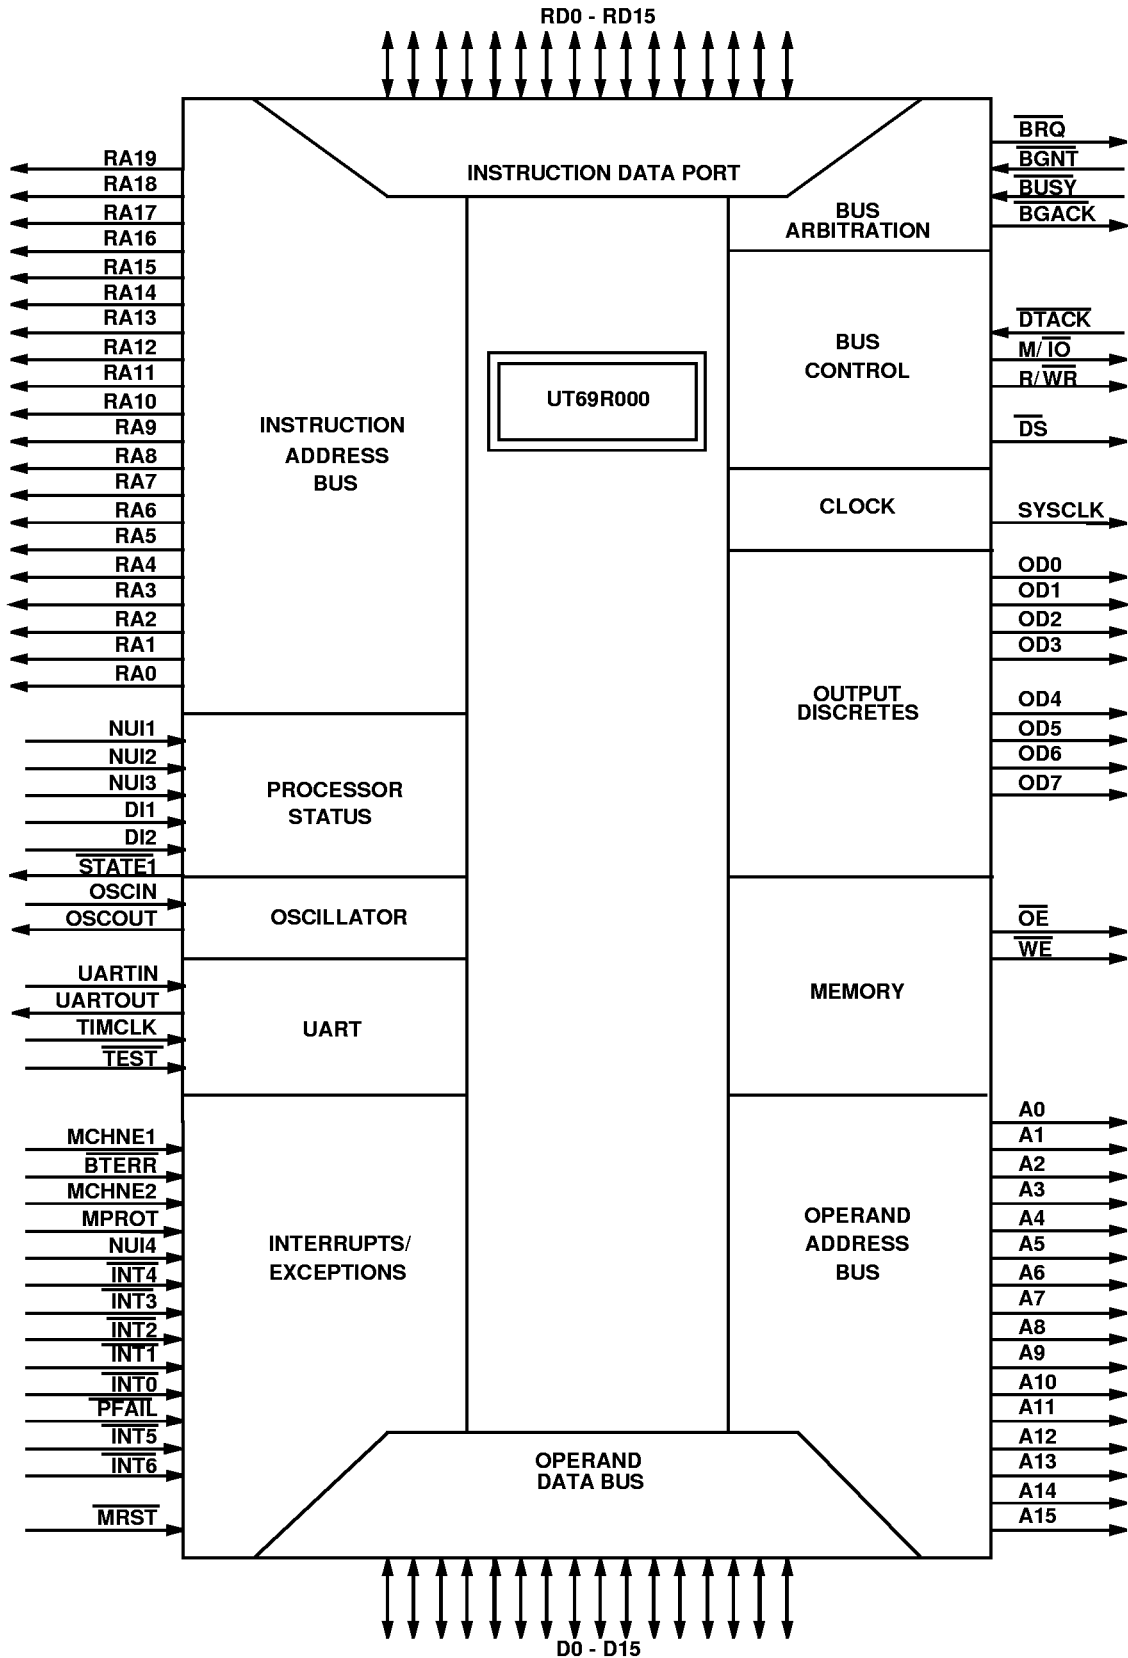 RD0 - RD15
INSTRUCTION DATA PORT
RA19
RA18
RA17
RA16
RA15
RA14
RA13
RA12
RA11
RA10
RA9
RA8
RA7
RA6
RA5
RA4
RA3
RA2
RA1
RA0
NUI1
NUI2
NUI3
DI1
DI2
STATE1
OSCIN
OSCOUT
UARTIN
UARTOUT
TIMCLK
TEST
MCHNE1
BTERR
MCHNE2
MPROT
NUI4
INT4
INT3
INT2
INT1
INT0
PFAIL
INT5
INT6
MRST
INSTRUCTION
ADDRESS
BUS
PROCESSOR
STATUS
OSCILLATOR
UART
INTERRUPTS/
EXCEPTIONS
UT69R000
BUS
ARBITRATION
BUS
CONTROL
CLOCK
OUTPUT
DISCRETES
MEMORY
OPERAND
ADDRESS
BUS
BRQ
BGNT
BUSY
BGACK
DTACK
M/IO
R/WR
DS
SYSCLK
OD0
OD1
OD2
OD3
OD4
OD5
OD6
OD7
OE
WE
A0
A1
A2
A3
A4
A5
A6
A7
A8
A9
A10
A11
A12
A13
A14
A15
OPERAND
DATA BUS
D0 - D15